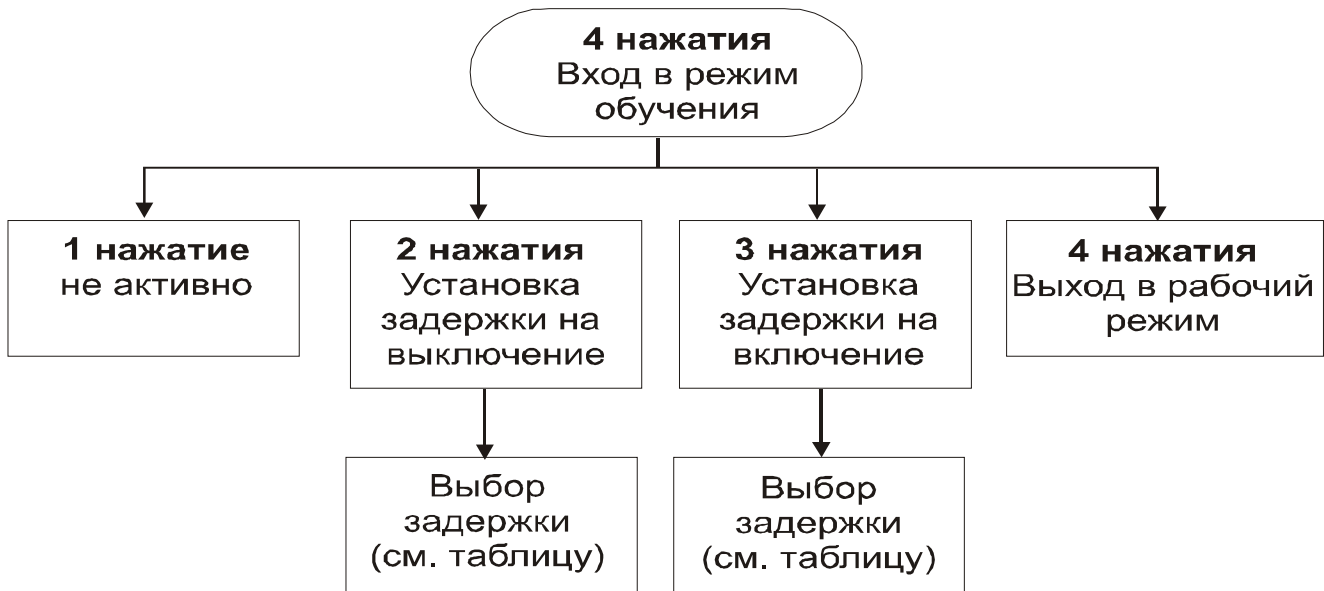 4 нажатия
Вход в режим
обучения
1 нажатие
не активно
2 нажатия
Установка
задержки на
выключение
3 нажатия
Установка
задержки на
включение
4 нажатия
Выход в рабочий
режим
Выбор
задержки
(см. таблицу)
Выбор
задержки
(см. таблицу)